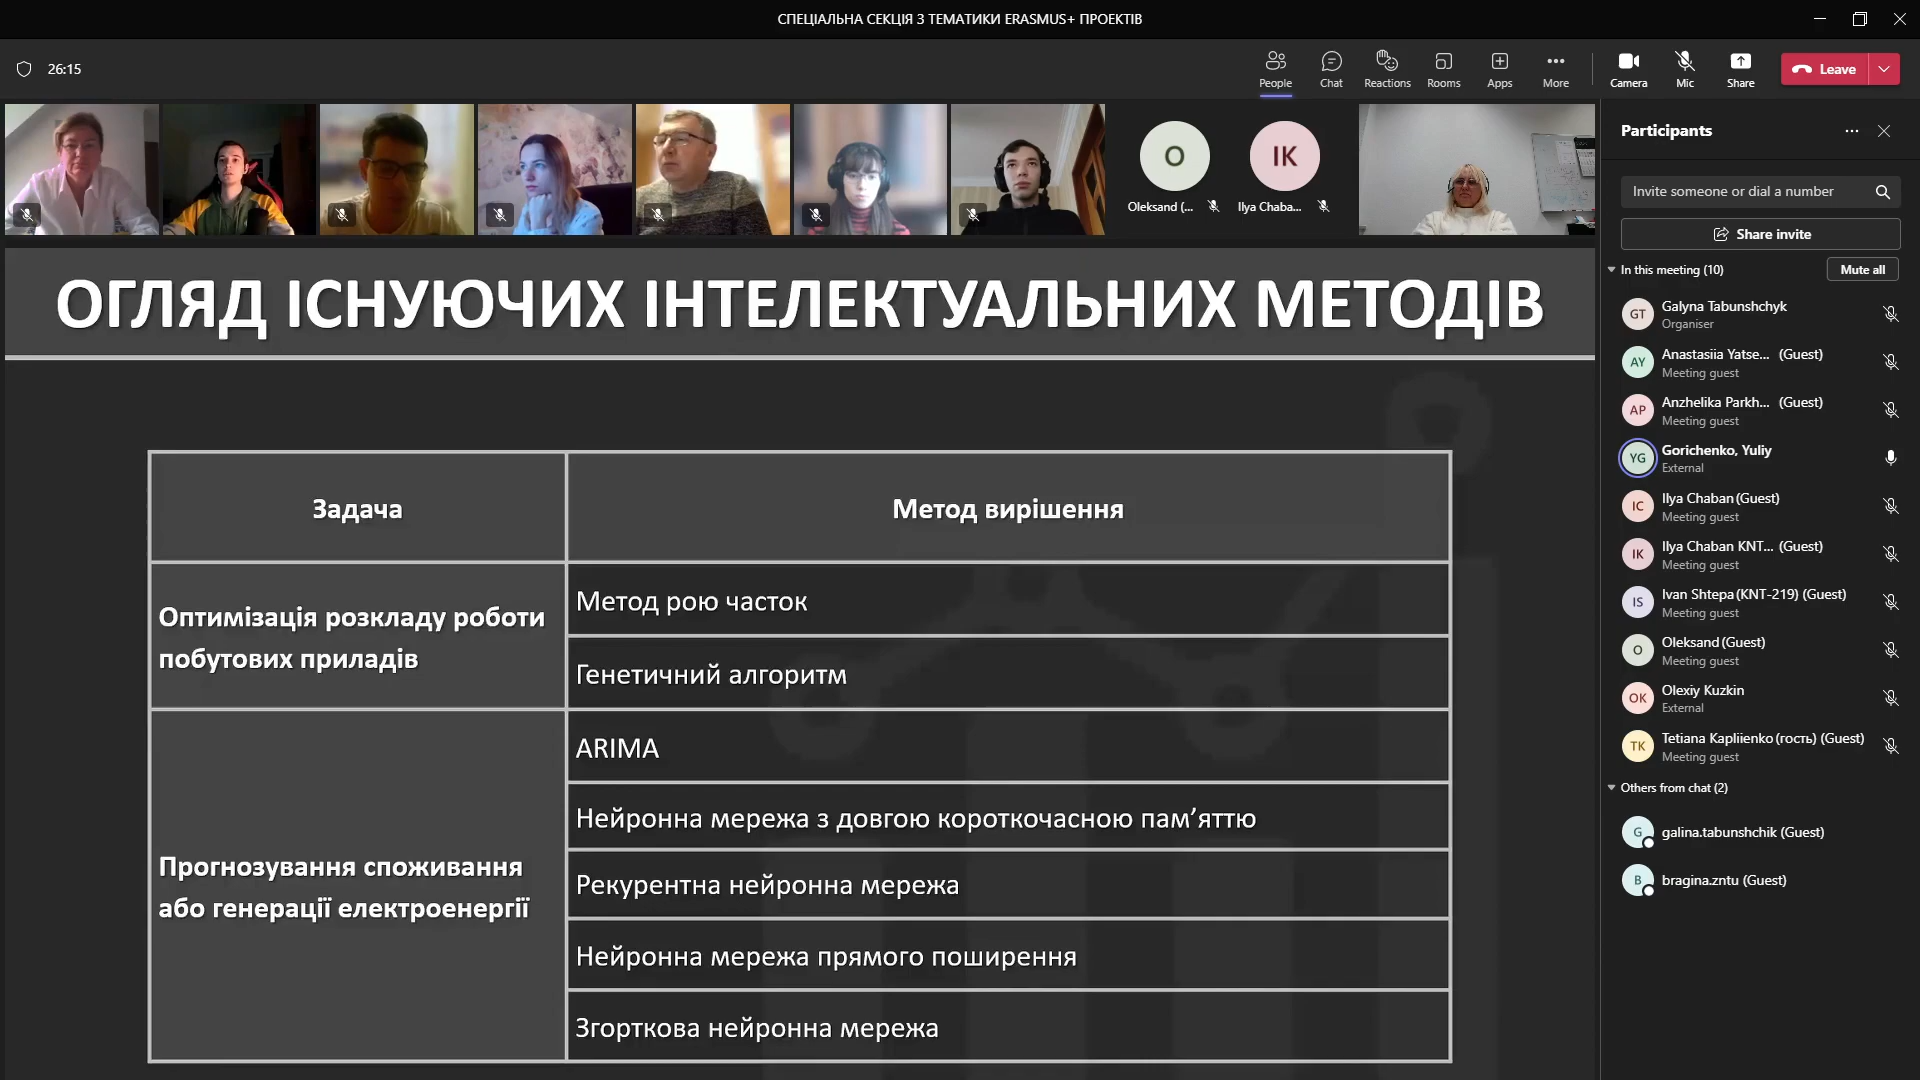 СПЕЦІАЛЬНА СЕКЦІЯ З ТЕМАТИКИ ERASMUS+ ПРОЕКТІВ
26:15
People
Chat
Reactions
Rooms
Apps
More
Camera
Mic
Share
Leave
O
Oleksand (...
IK
Ilya Chaba...
ОГЛЯД ІСНУЮЧИХ ІНТЕЛЕКТУАЛЬНИХ МЕТОДІВ
Задача
Метод вирішення
Оптимізація розкладу роботи
побутових приладів
Метод рою часток
Генетичний алгоритм
Прогнозування споживання
або генерації електроенергії
ARIMA
Нейронна мережа з довгою короткочасною пам’яттю
Рекурентна нейронна мережа
Нейронна мережа прямого поширення
Згорткова нейронна мережа
Participants
Invite someone or dial a number
Share invite
In this meeting (10)
Mute all
GT
Galyna Tabunshchyk
Organiser
AY
Anastasiia Yatse... (Guest)
Meeting guest
AP
Anzhelika Parkh... (Guest)
Meeting guest
YG
Gorichenko, Yuliy
External
IC
Ilya Chaban (Guest)
Meeting guest
IK
Ilya Chaban KNT... (Guest)
Meeting guest
IS
Ivan Shtepa (KNT-219) (Guest)
Meeting guest
O
Oleksand (Guest)
Meeting guest
OK
Olexiy Kuzkin
External
TK
Tetiana Kapliienko (гость) (Guest)
Meeting guest
Others from chat (2)
G
galina.tabunshchik (Guest)
B
bragina.zntu (Guest)